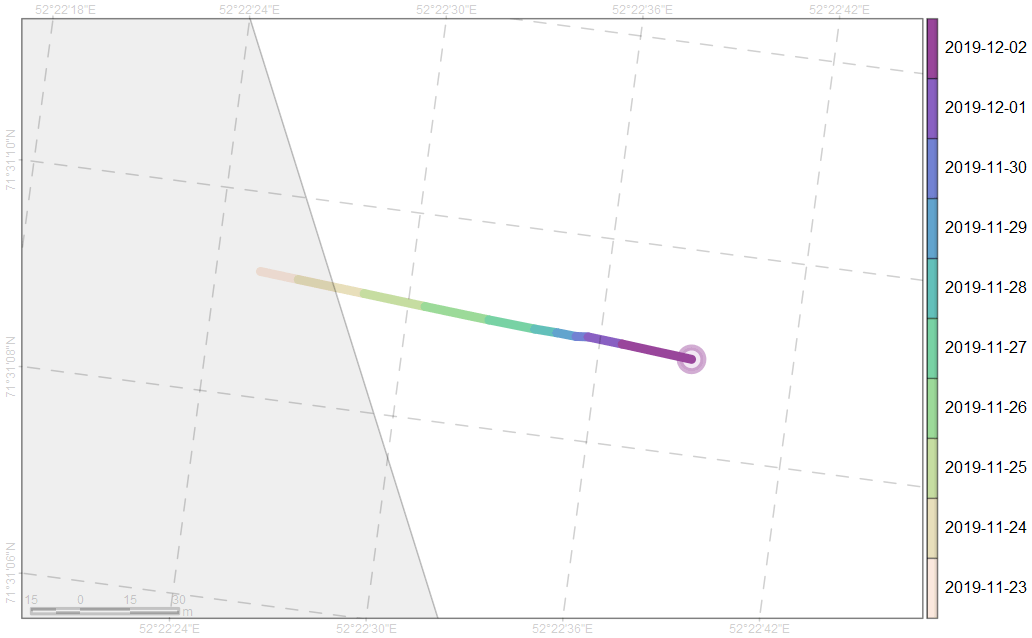 52°22'18"E 52°22'24"E 52°22'30"E 52°22'36"E 52°22'42"E
2019-12-02
2019-12-01
71°31'10"N
2019-11-30
2019-11-29
2019-11-28
71°31'08"N
2019-11-27
2019-11-26
2019-11-25
2019-11-24
71°31'06"N
2019-11-23
15 0 15 30
m
52°22'24"E 52°22'30"E 52°22'36"E 52°22'42"E